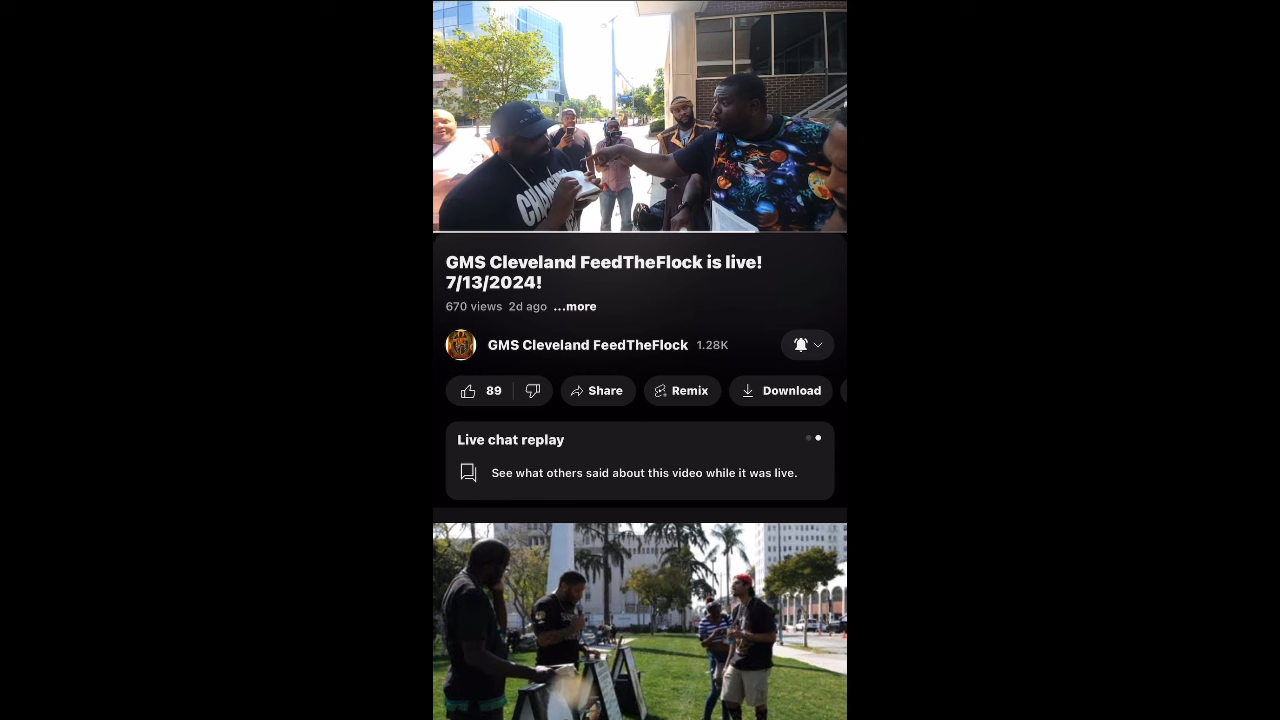 CHAN
GMS Cleveland FeedTheFlock is live!
7/13/2024!
670 views 2d ago ...more
GMS Cleveland FeedTheFlock 1.28K
89 Share Remix Download
Live chat replay
See what others said about this video while it was live.